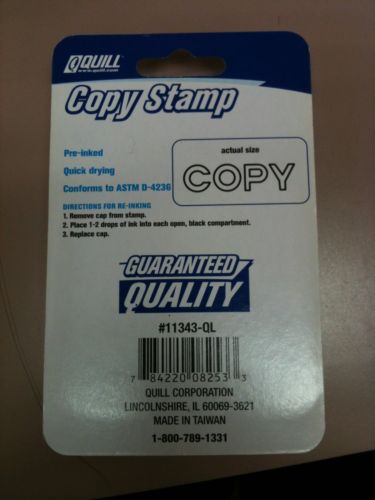 QUILL
www.quill.com
Copy Stamp
Pre-inked
Quick drying
Conforms to ASTM D-4236
actual size
COPY
DIRECTIONS FOR RE-INKING
1. Remove cap from stamp.
2. Place 1-2 drops of ink into each open, black compartment.
3. Replace cap.
GUARANTEED
QUALITY
#11343-QL
7 84220 08253 3
QUILL CORPORATION
LINCOLNSHIRE, IL 60069-3621
MADE IN TAIWAN
1-800-789-1331